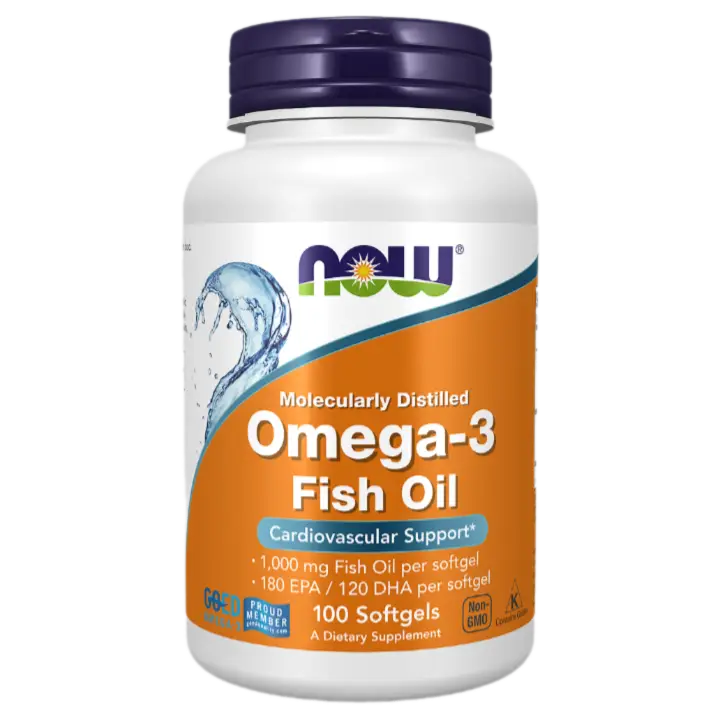 NOW®
Molecularly Distilled
Omega-3
Fish Oil
Cardiovascular Support*
• 1,000 mg Fish Oil per softgel
• 180 EPA / 120 DHA per softgel
100 Softgels
A Dietary Supplement
GOED
PROUD
MEMBER
Non-
GMO
K